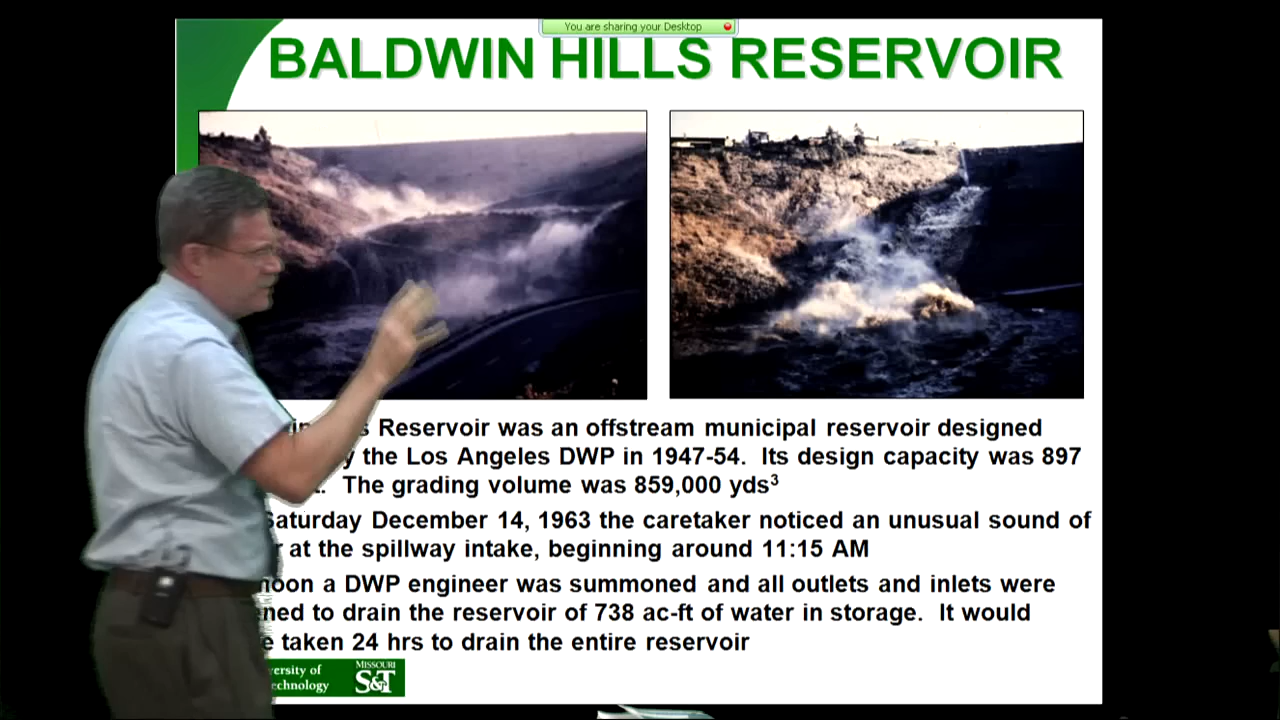 You are sharing your Desktop
BALDWIN HILLS RESERVOIR
Reservoir was an offstream municipal reservoir designed
the Los Angeles DWP in 1947-54. Its design capacity was 897
The grading volume was 859,000 yds³
Saturday December 14, 1963 the caretaker noticed an unusual sound of
at the spillway intake, beginning around 11:15 AM
noon a DWP engineer was summoned and all outlets and inlets were
to drain the reservoir of 738 ac-ft of water in storage. It would
taken 24 hrs to drain the entire reservoir
MISSOURI
S&T